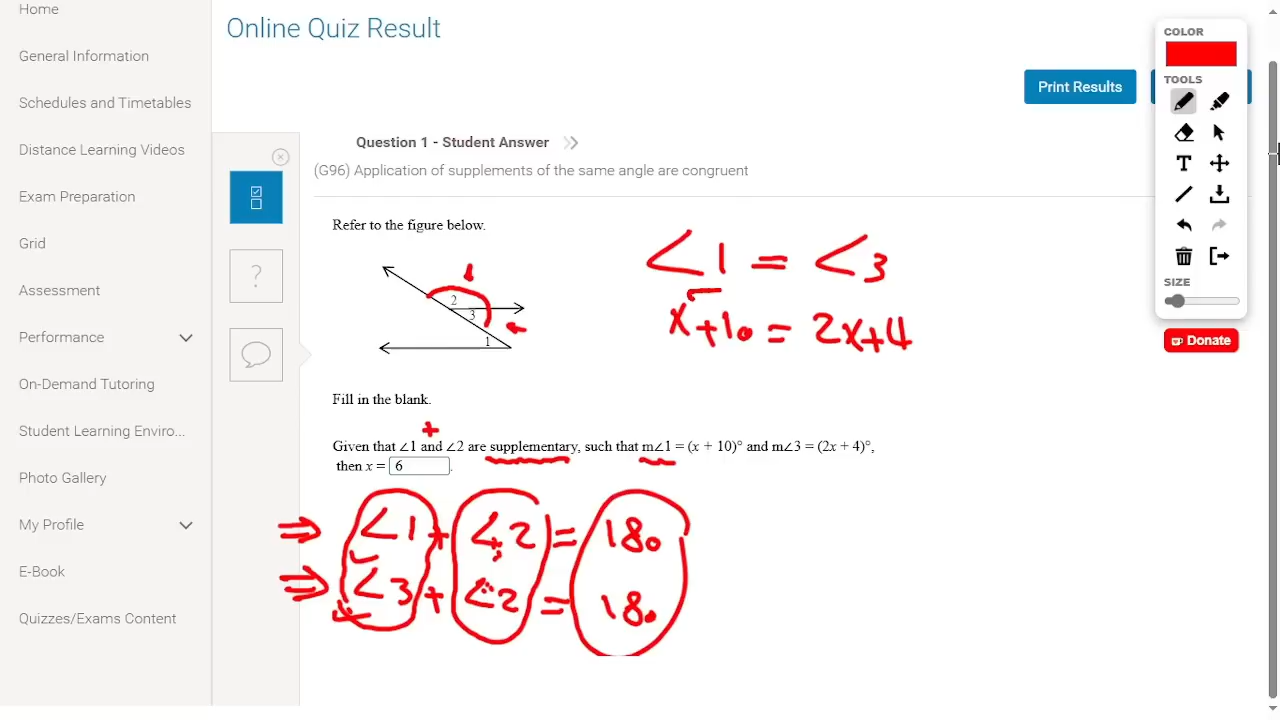 Home
General Information
Schedules and Timetables
Distance Learning Videos
Exam Preparation
Grid
Assessment
Performance
On-Demand Tutoring
Student Learning Enviro...
Photo Gallery
My Profile
E-Book
Quizzes/Exams Content
Online Quiz Result
Print Results
Question 1 - Student Answer
(G96) Application of supplements of the same angle are congruent
?
Refer to the figure below.
2
3
1
∠1 = ∠3
x+10 = 2x+4
Fill in the blank.
+
Given that ∠1 and ∠2 are supplementary, such that m∠1 = (x + 10)° and m∠3 = (2x + 4)°,
then x = 6 .
⇒ ∠1 + ∠2 = 180
⇒ ∠3 + ∠2 = 180
COLOR
TOOLS
T
SIZE
Donate